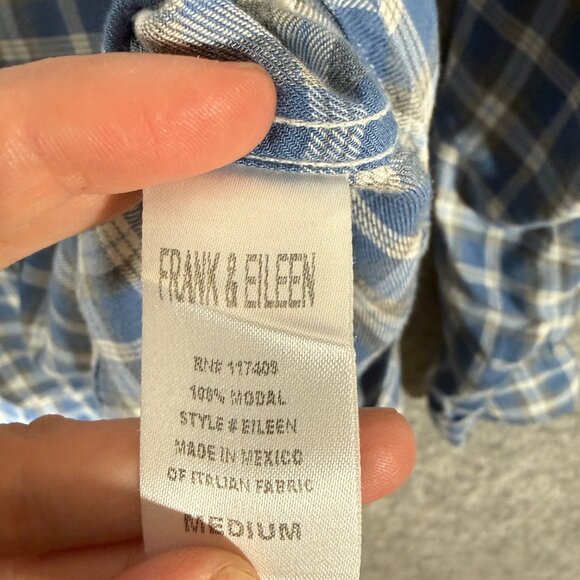 FRANK & EILEEN
RN# 117409
100% MODAL
STYLE # EILEEN
MADE IN MEXICO
OF ITALIAN FABRIC
MEDIUM